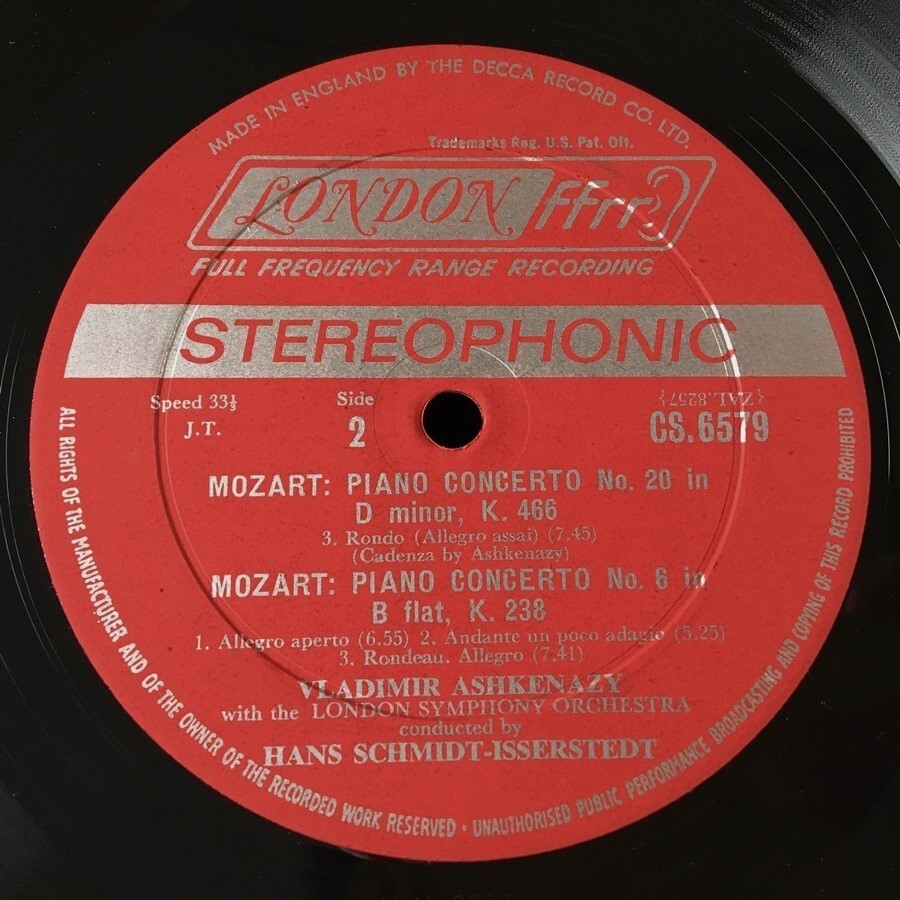 MADE IN ENGLAND BY THE DECCA RECORD CO. LTD.
Trademarks Reg. U.S. Pat. Off.
LONDON ffrr
FULL FREQUENCY RANGE RECORDING
STEREOPHONIC
Speed 33⅓
Side
{ZAL.8257}
J.T.
2
CS.6579
MOZART: PIANO CONCERTO No. 20 in
D minor, K. 466
3. Rondo (Allegro assai) (7.45)
(Cadenza by Ashkenazy)
MOZART: PIANO CONCERTO No. 6 in
B flat, K. 238
1. Allegro aperto (6.55) 2. Andante un poco adagio (5.25)
3. Rondeau. Allegro (7.41)
VLADIMIR ASHKENAZY
with the LONDON SYMPHONY ORCHESTRA
conducted by
HANS SCHMIDT-ISSERSTEDT
ALL RIGHTS OF THE MANUFACTURER AND OF THE OWNER OF THE RECORDED WORK RESERVED · UNAUTHORISED PUBLIC PERFORMANCE BROADCASTING AND COPYING OF THIS RECORD PROHIBITED